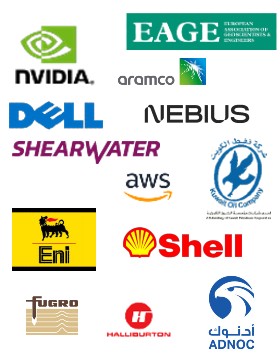 NVIDIA.
EAGE
EUROPEAN
ASSOCIATION OF
GEOSCIENTISTS &
ENGINEERS
aramco
DELL
NEBIUS
SHEARWATER
aws
شركة نفط الكويت
Kuwait Oil Company
Eni
Shell
FUGRO
H
HALLIBURTON
أدنوك
ADNOC